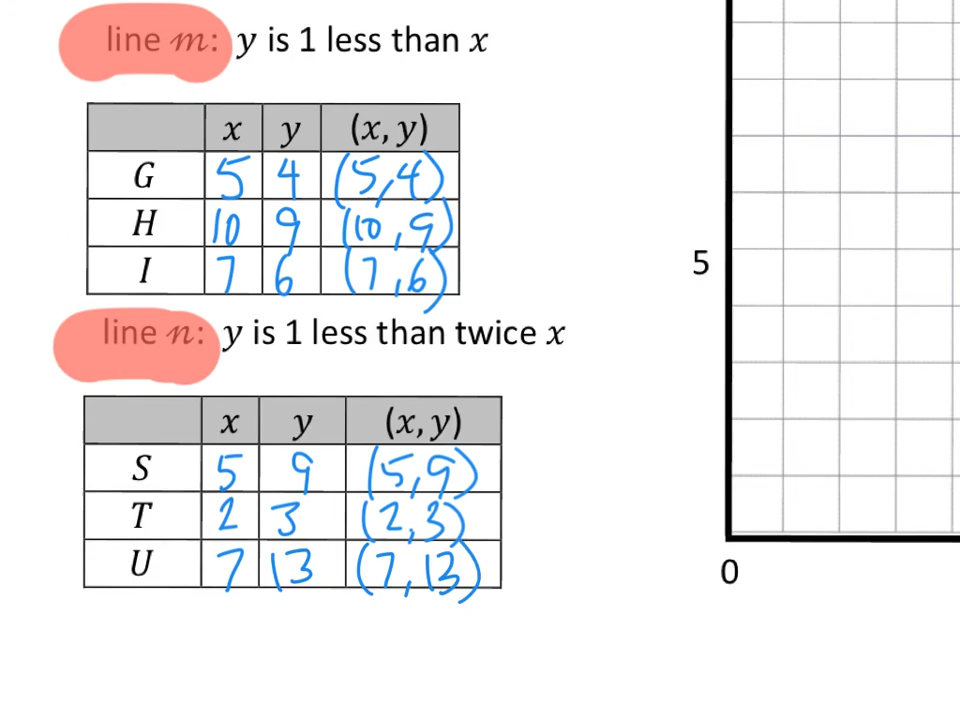 line m: y is 1 less than x
x y (x, y)
G 5 4 (5,4)
H 10 9 (10,9)
I 7 6 (7,6)
line n: y is 1 less than twice x
x y (x, y)
S 5 9 (5,9)
T 2 3 (2,3)
U 7 13 (7,13)
5
0